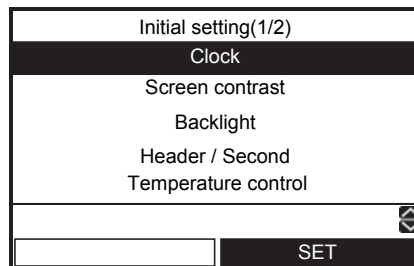 Initial setting(1/2)
Clock
Screen contrast
Backlight
Header / Second
Temperature control
SET